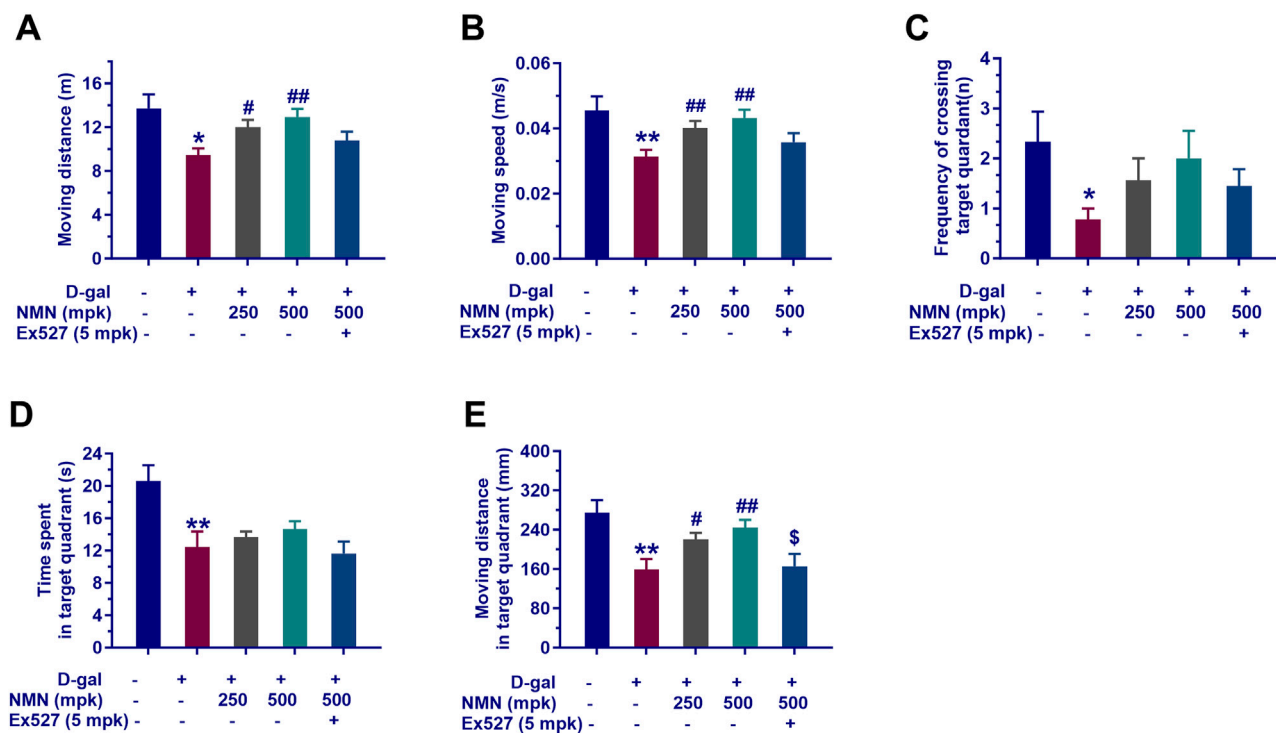 A
Moving distance (m)
16
12
8
4
0
*
#
##
D-gal - + + + +
NMN (mpk) - - 250 500 500
Ex527 (5 mpk) - - - - +
B
Moving speed (m/s)
0.06
0.04
0.02
0.00
**
##
##
D-gal - + + + +
NMN (mpk) - - 250 500 500
Ex527 (5 mpk) - - - - +
C
Frequency of crossing
target quardant(n)
4
3
2
1
0
*
D-gal - + + + +
NMN (mpk) - - 250 500 500
Ex527 (5 mpk) - - - - +
D
Time spent
in target quadrant (s)
24
20
16
12
8
4
0
**
D-gal - + + + +
NMN (mpk) - - 250 500 500
Ex527 (5 mpk) - - - - +
E
Moving distance
in target quadrant (mm)
400
320
240
160
80
0
**
#
##
$
D-gal - + + + +
NMN (mpk) - - 250 500 500
Ex527 (5 mpk) - - - - +